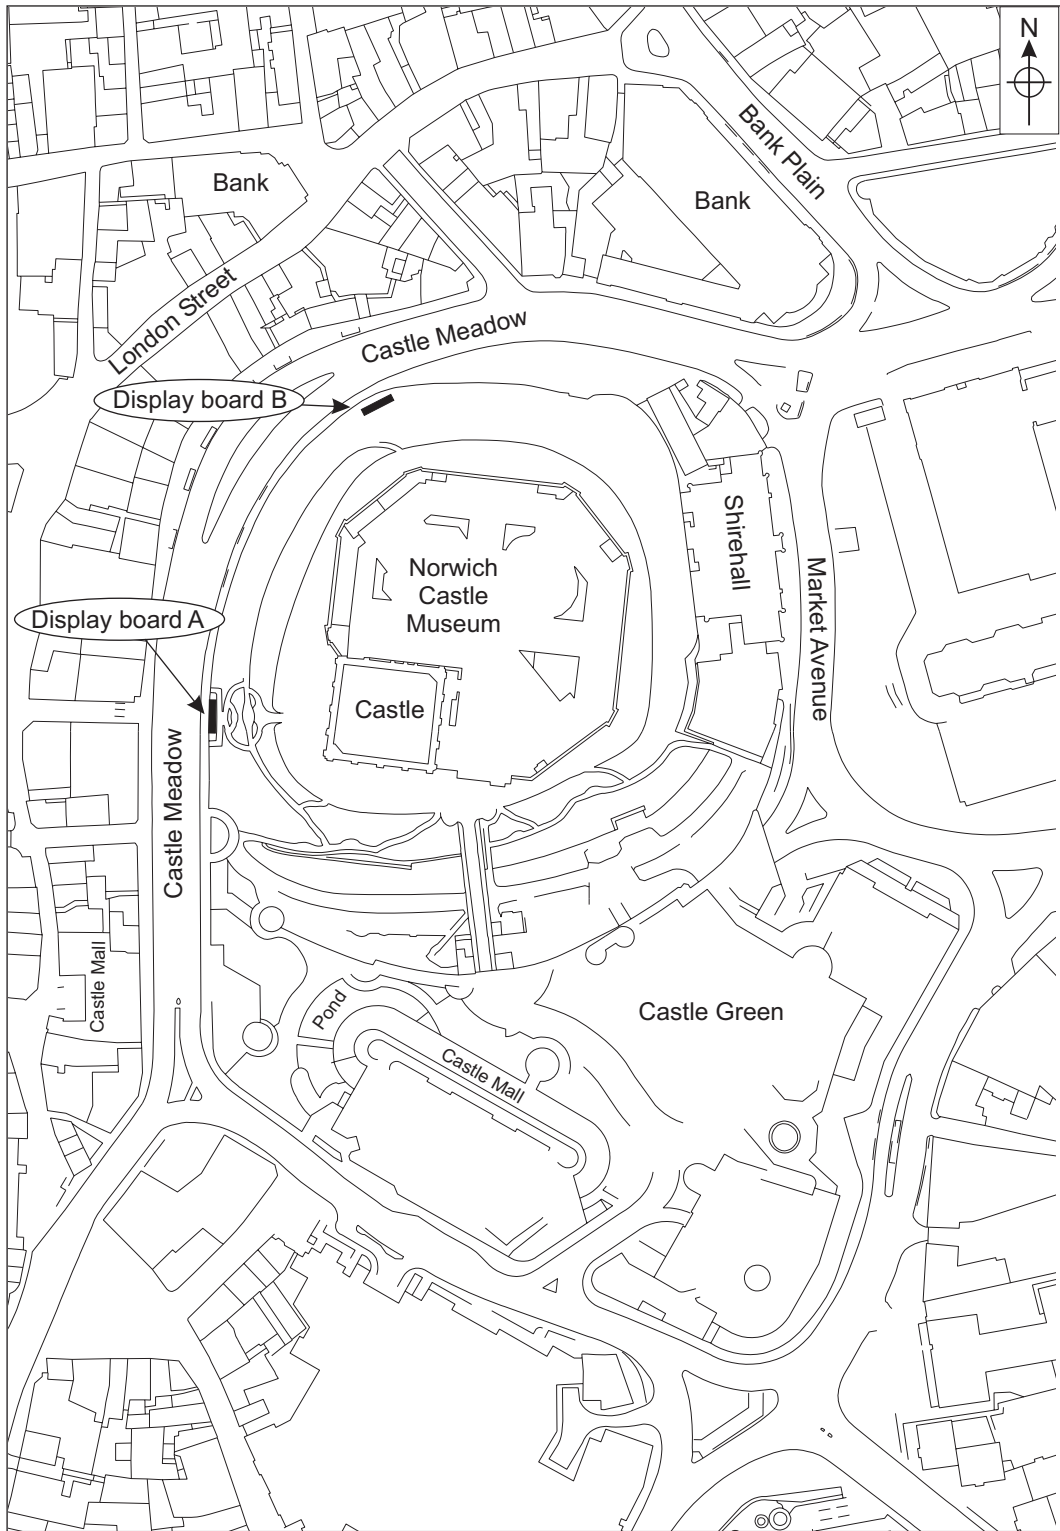 N
Bank Plain
Bank
Bank
London Street
Castle Meadow
Display board B
Shirehall
Norwich
Castle
Museum
Market Avenue
Display board A
Castle
Castle Meadow
Castle Mall
Pond
Castle Green
Castle Mall